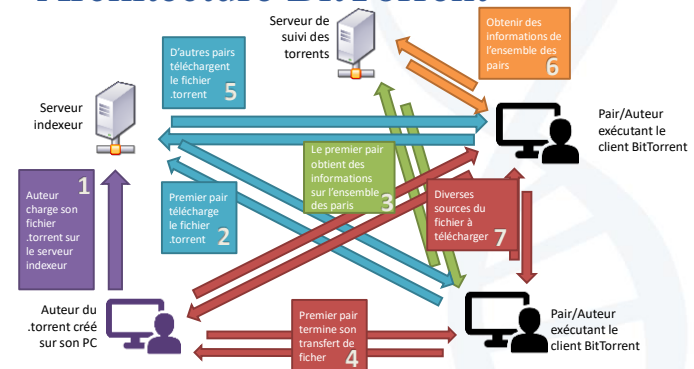 Architecture BitTorrent
Serveur de
suivi des
torrents
Obtenir des
informations de
l'ensemble des
pairs
6
D'autres pairs
téléchargent
le fichier
.torrent
5
Serveur
indexeur
Pair/Auteur
exécutant le
client BitTorrent
Le premier pair
obtient des
informations
sur l'ensemble
des paris
3
1
Auteur
charge son
fichier
.torrent sur
le serveur
indexeur
Premier pair
télécharge
le fichier
.torrent
2
Diverses
sources du
fichier à
télécharger
7
Auteur du
.torrent créé
sur son PC
Premier pair
termine son
transfert de
ficher
4
Pair/Auteur
exécutant le
client BitTorrent